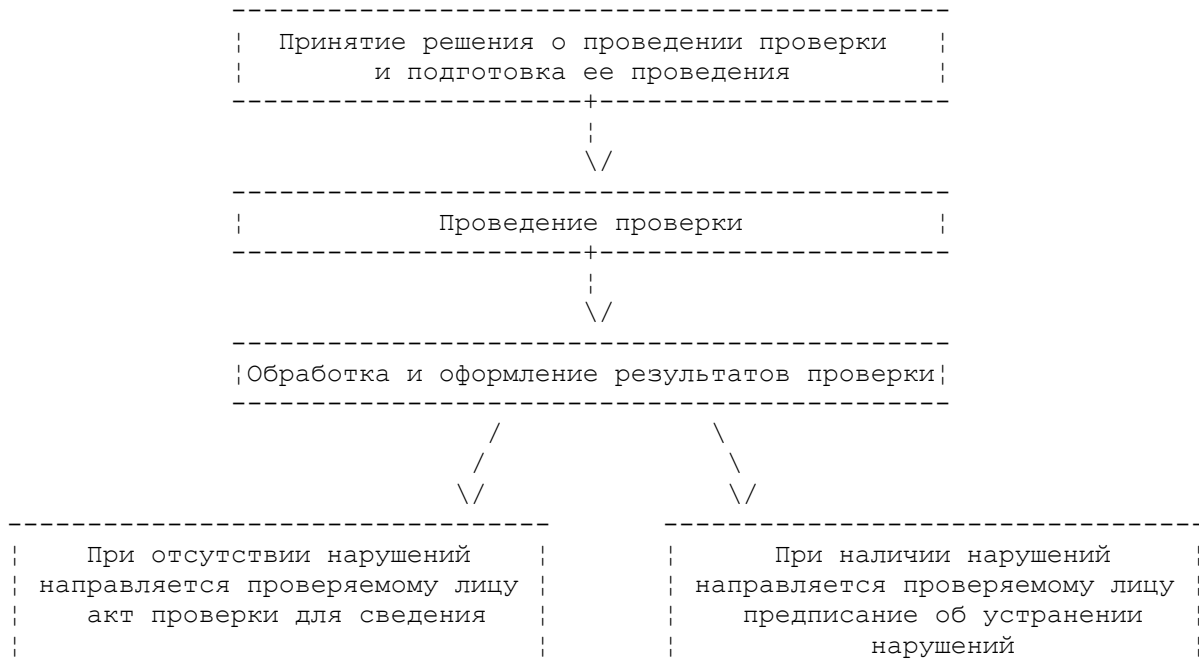 Принятие решения о проведении проверки
и подготовка ее проведения
Проведение проверки
Обработка и оформление результатов проверки
При отсутствии нарушений
направляется проверяемому лицу
акт проверки для сведения
При наличии нарушений
направляется проверяемому лицу
предписание об устранении
нарушений